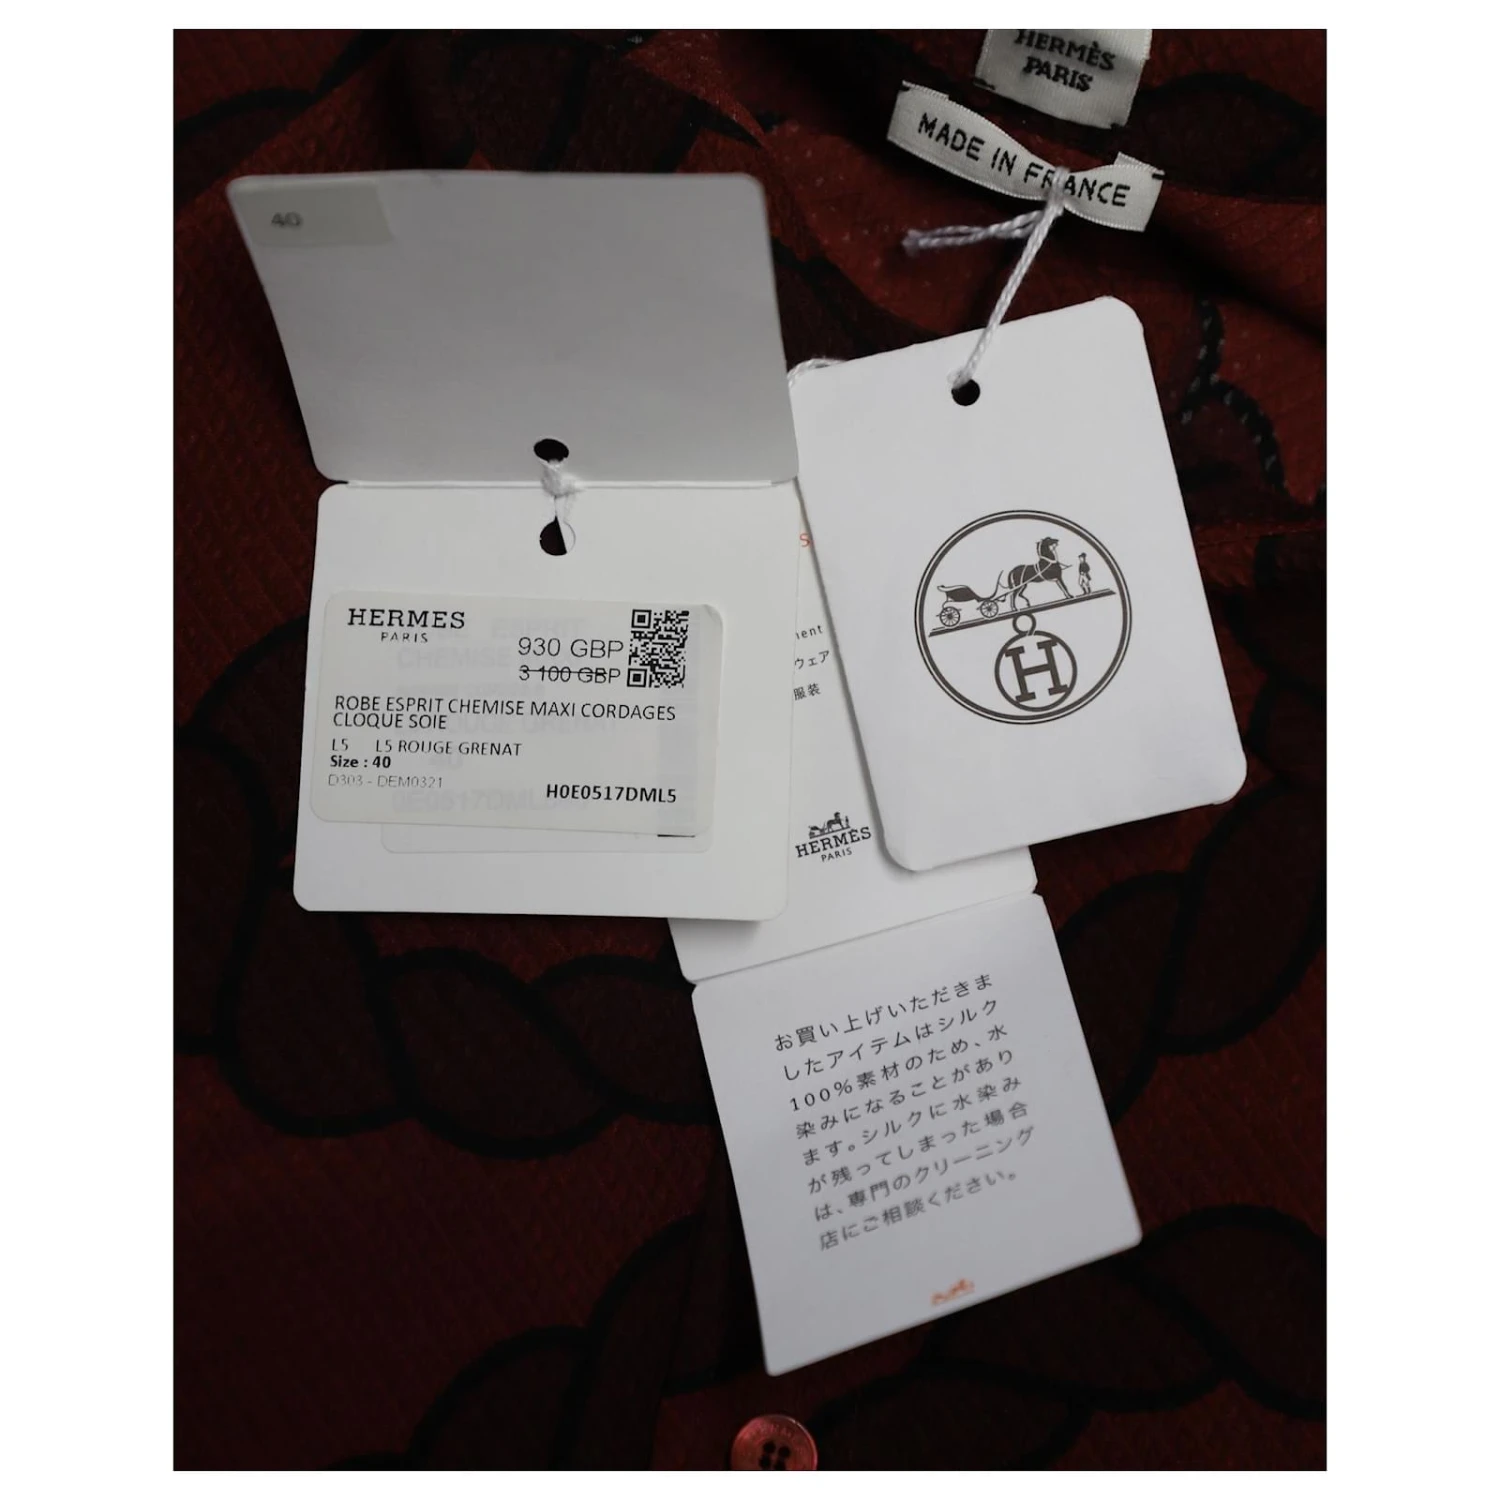 HERMÈS
PARIS
MADE IN FRANCE
40
HERMES
PARIS
930 GBP
3 100 GBP
ROBE ESPRIT CHEMISE MAXI CORDAGES
CLOQUE SOIE
L5 L5 ROUGE GRENAT
Size : 40
D303 - DEM0321
H0E0517DML5
ウェア
服装
H
HERMÈS
PARIS
お買い上げいただきま
したアイテムはシルク
100%素材のため、水
染みになることがあり
ます。シルクに水染み
が残ってしまった場合
は、専門のクリーニング
店にご相談ください。